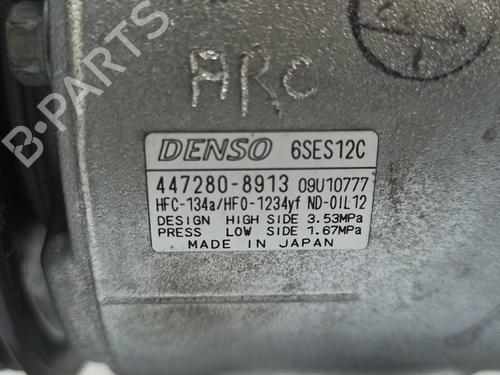 ARC
B-PARTS
DENSO 6SES12C
447280-8913 09U10777
HFC-134a/HFO-1234yf ND-OIL12
DESIGN HIGH SIDE 3.53MPa
PRESS LOW SIDE 1.67MPa
MADE IN JAPAN